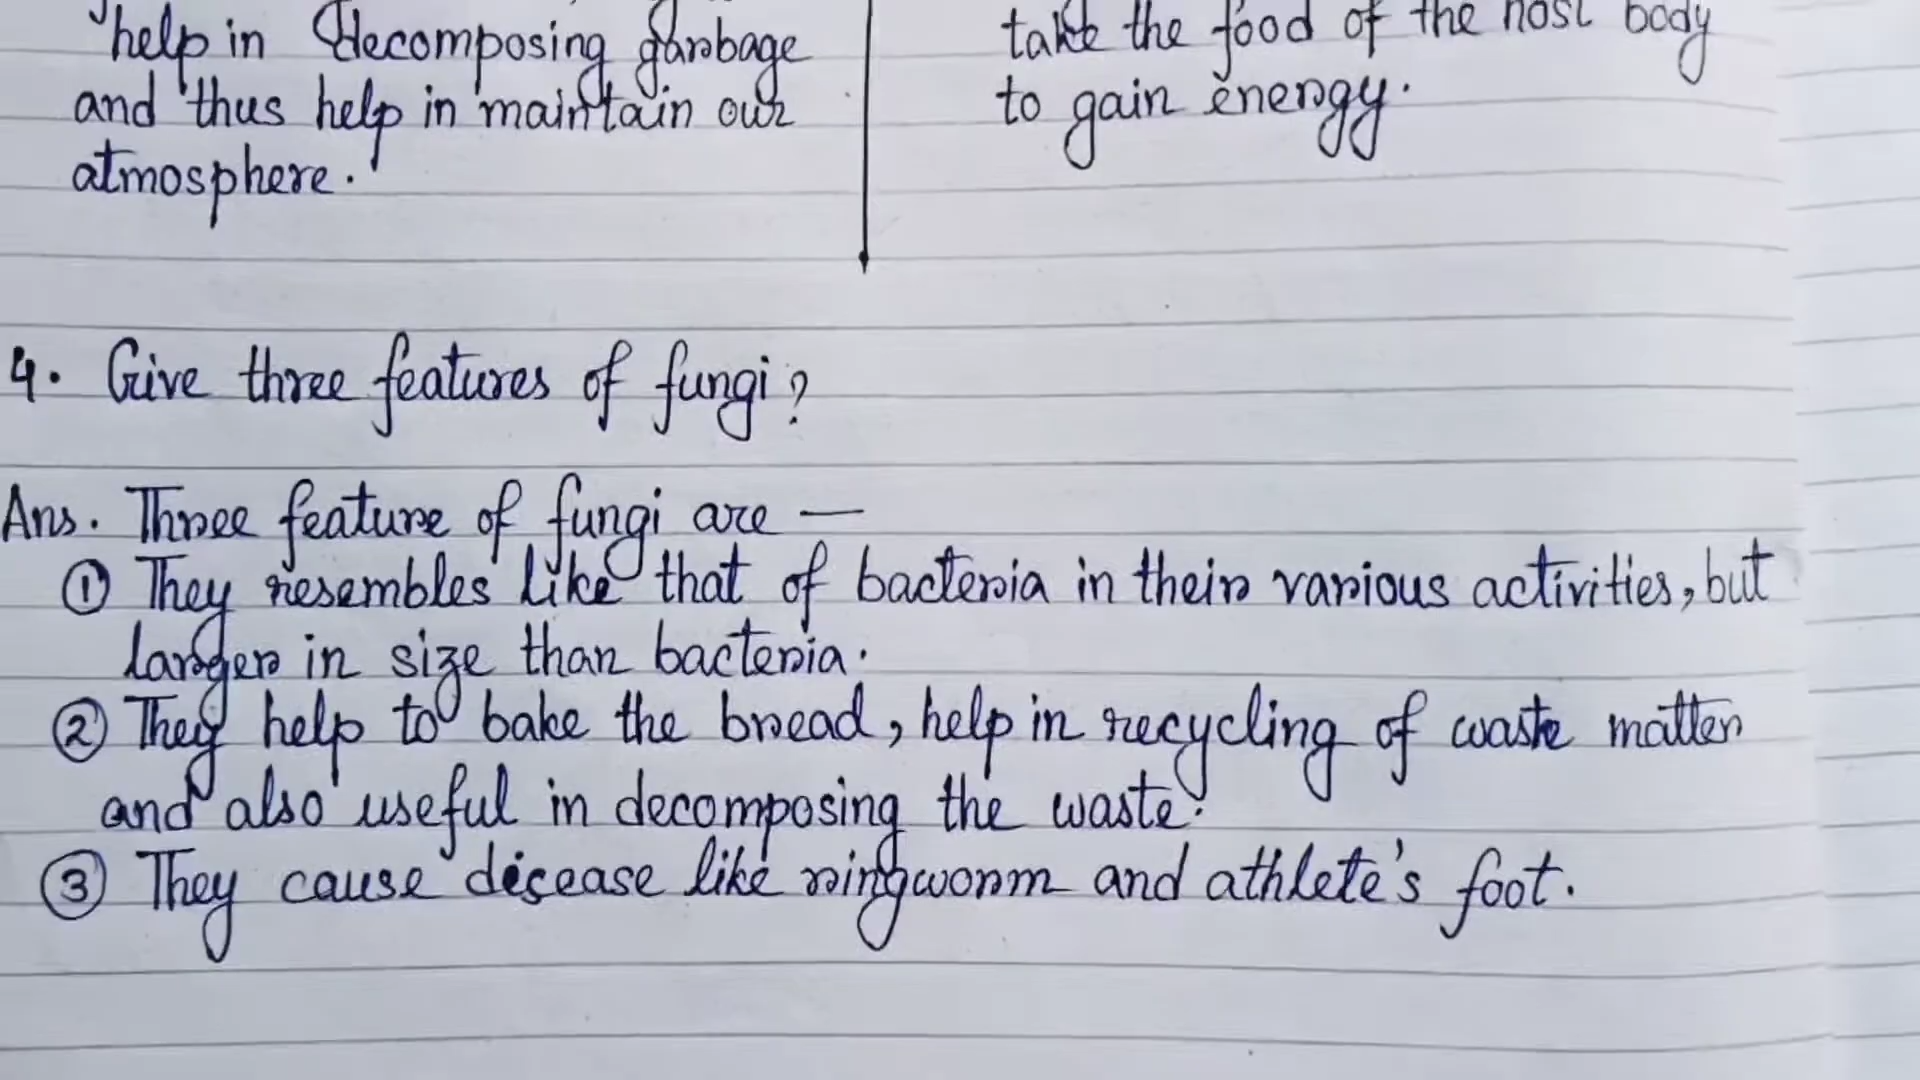 help in decomposing garbage
and thus help in maintain our
atmosphere.
take the food of the host body
to gain energy.
4. Give three features of fungi?
Ans. Three feature of fungi are —
① They resembles like that of bacteria in their various activities, but
larger in size than bacteria.
② They help to bake the bread, help in recycling of waste matter
and also useful in decomposing the waste.
③ They cause disease like ringworm and athlete's foot.